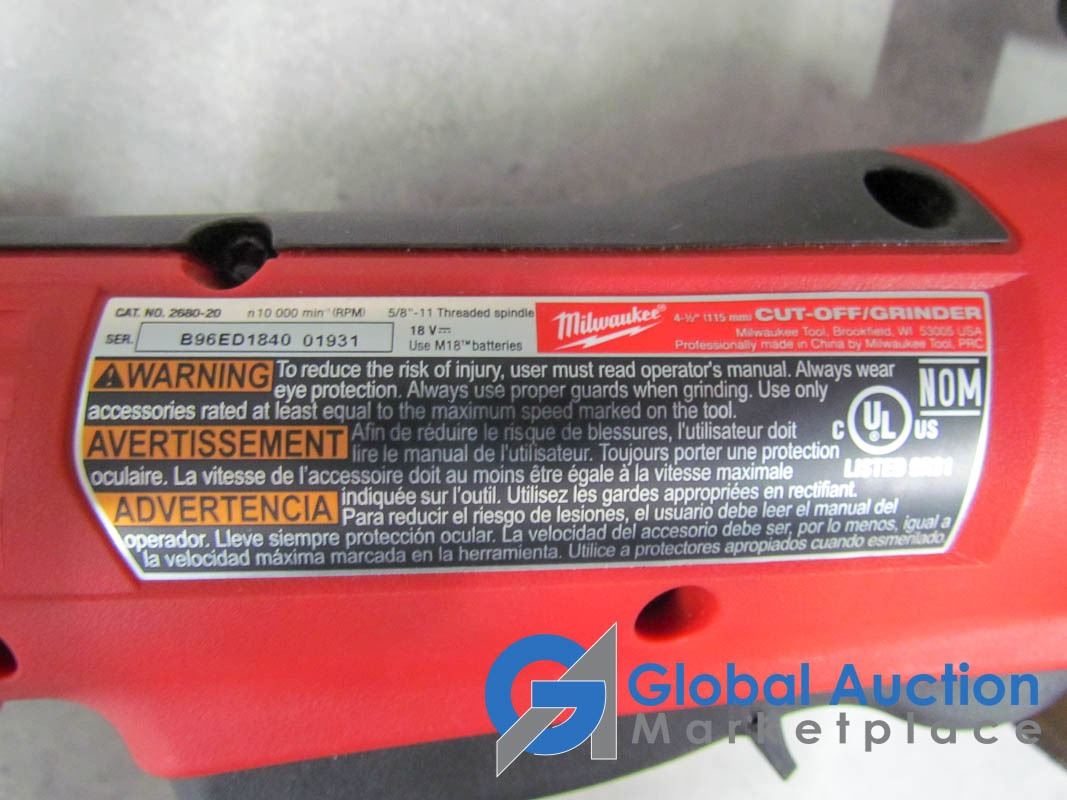 CAT. NO. 2680-20 n 10 000 min⁻¹ (RPM) 5/8"-11 Threaded spindle
SER. B96ED1840 01931 18 V⎓
Use M18™ batteries
Milwaukee® 4-½" (115 mm) CUT-OFF/GRINDER
Milwaukee Tool, Brookfield, WI 53005 USA
Professionally made in China by Milwaukee Tool, PRC
⚠WARNING To reduce the risk of injury, user must read operator's manual. Always wear
eye protection. Always use proper guards when grinding. Use only
accessories rated at least equal to the maximum speed marked on the tool.
AVERTISSEMENT Afin de réduire le risque de blessures, l'utilisateur doit
lire le manual de l'utilisateur. Toujours porter une protection
oculaire. La vitesse de l'accessoire doit au moins être égale à la vitesse maximale
indiquée sur l'outil. Utilisez les gardes appropriées en rectifiant.
ADVERTENCIA Para reducir el riesgo de lesiones, el usuario debe leer el manual del
operador. Lleve siempre protección ocular. La velocidad del accesorio debe ser, por lo menos, igual a
la velocidad máxima marcada en la herramienta. Utilice a protectores apropiados cuando esmerilado.
NOM
C UL US
LISTED
Global Auction
Marketplace